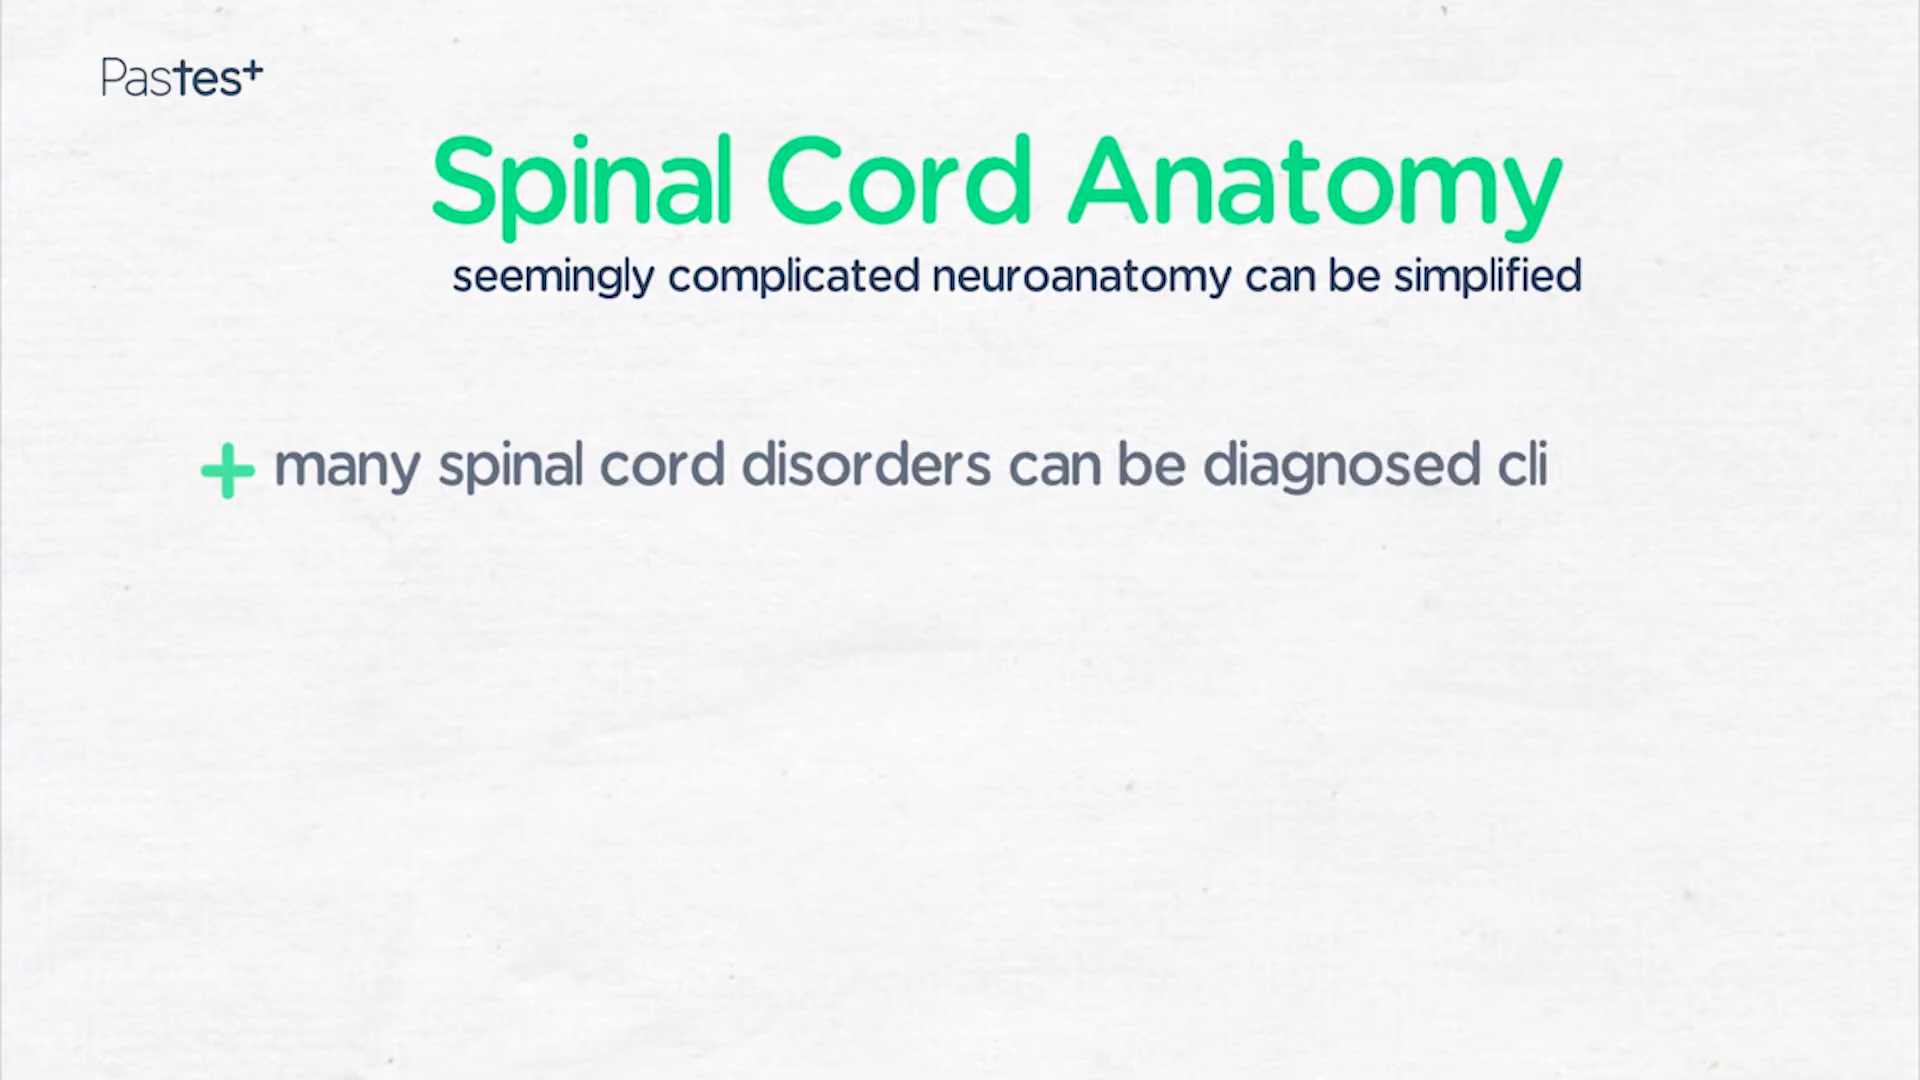 Pastest
Spinal Cord Anatomy
seemingly complicated neuroanatomy can be simplified
+ many spinal cord disorders can be diagnosed cli